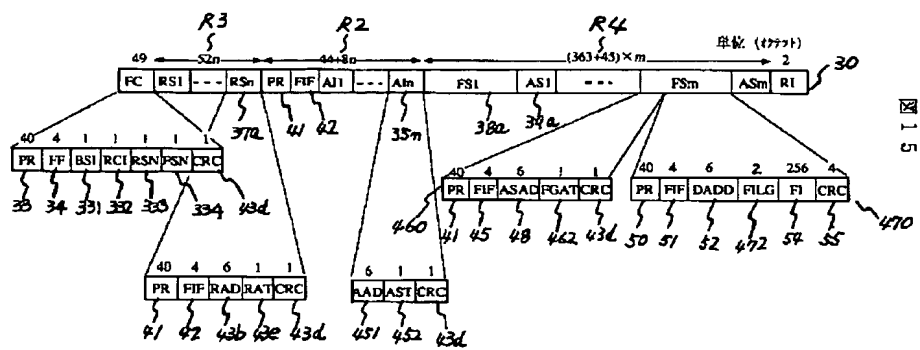 R3 R2 R4
単位 (オクテット)
49 52n 44+8n (363+45)×m 2
FC RS1 --- RSn PR FIF AI1 --- AIn FS1 AS1 --- FSm ASm RI 30
37a 41 42 35n 38a 39a
図15
40 4 1 1 1 1 1
PR FF BSI RCI RSN FSN CRC
33 34 331 332 333 334 43d
40 4 6 1 1
PR FIF ASAD FGAT CRC
460 41 45 48 462 43d
40 4 6 2 256 4
PR FIF DADD FILG FI CRC
50 51 52 472 54 55 470
40 4 6 1 1
PR FIF RAD RAT CRC
41 42 43b 43e 43d
6 1 1
AAD AST CRC
451 452 43d